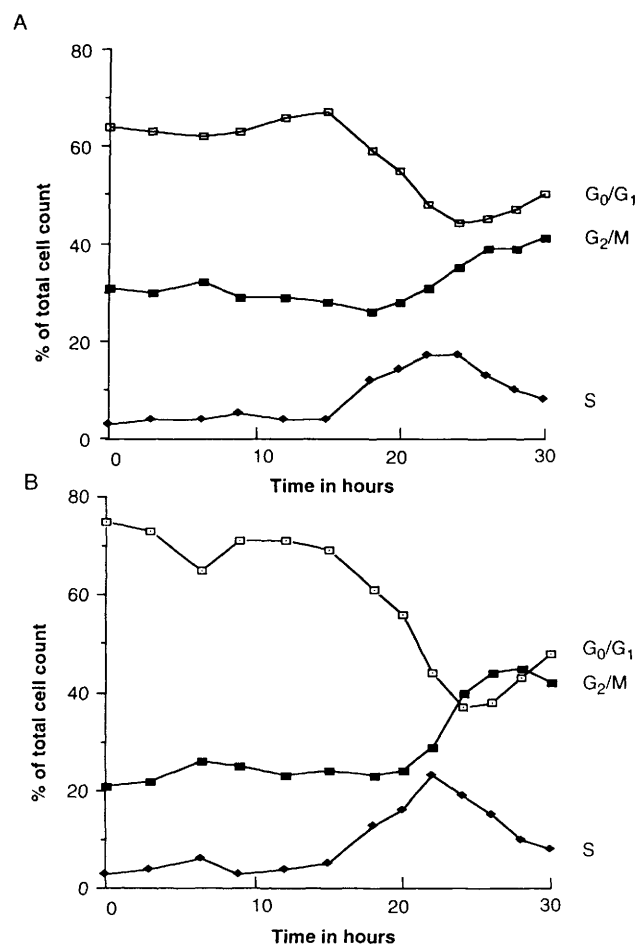 A
80
60
40
20
0
% of total cell count
G₀/G₁
G₂/M
S
0 10 20 30
Time in hours
B
80
60
40
20
0
% of total cell count
G₀/G₁
G₂/M
S
0 10 20 30
Time in hours